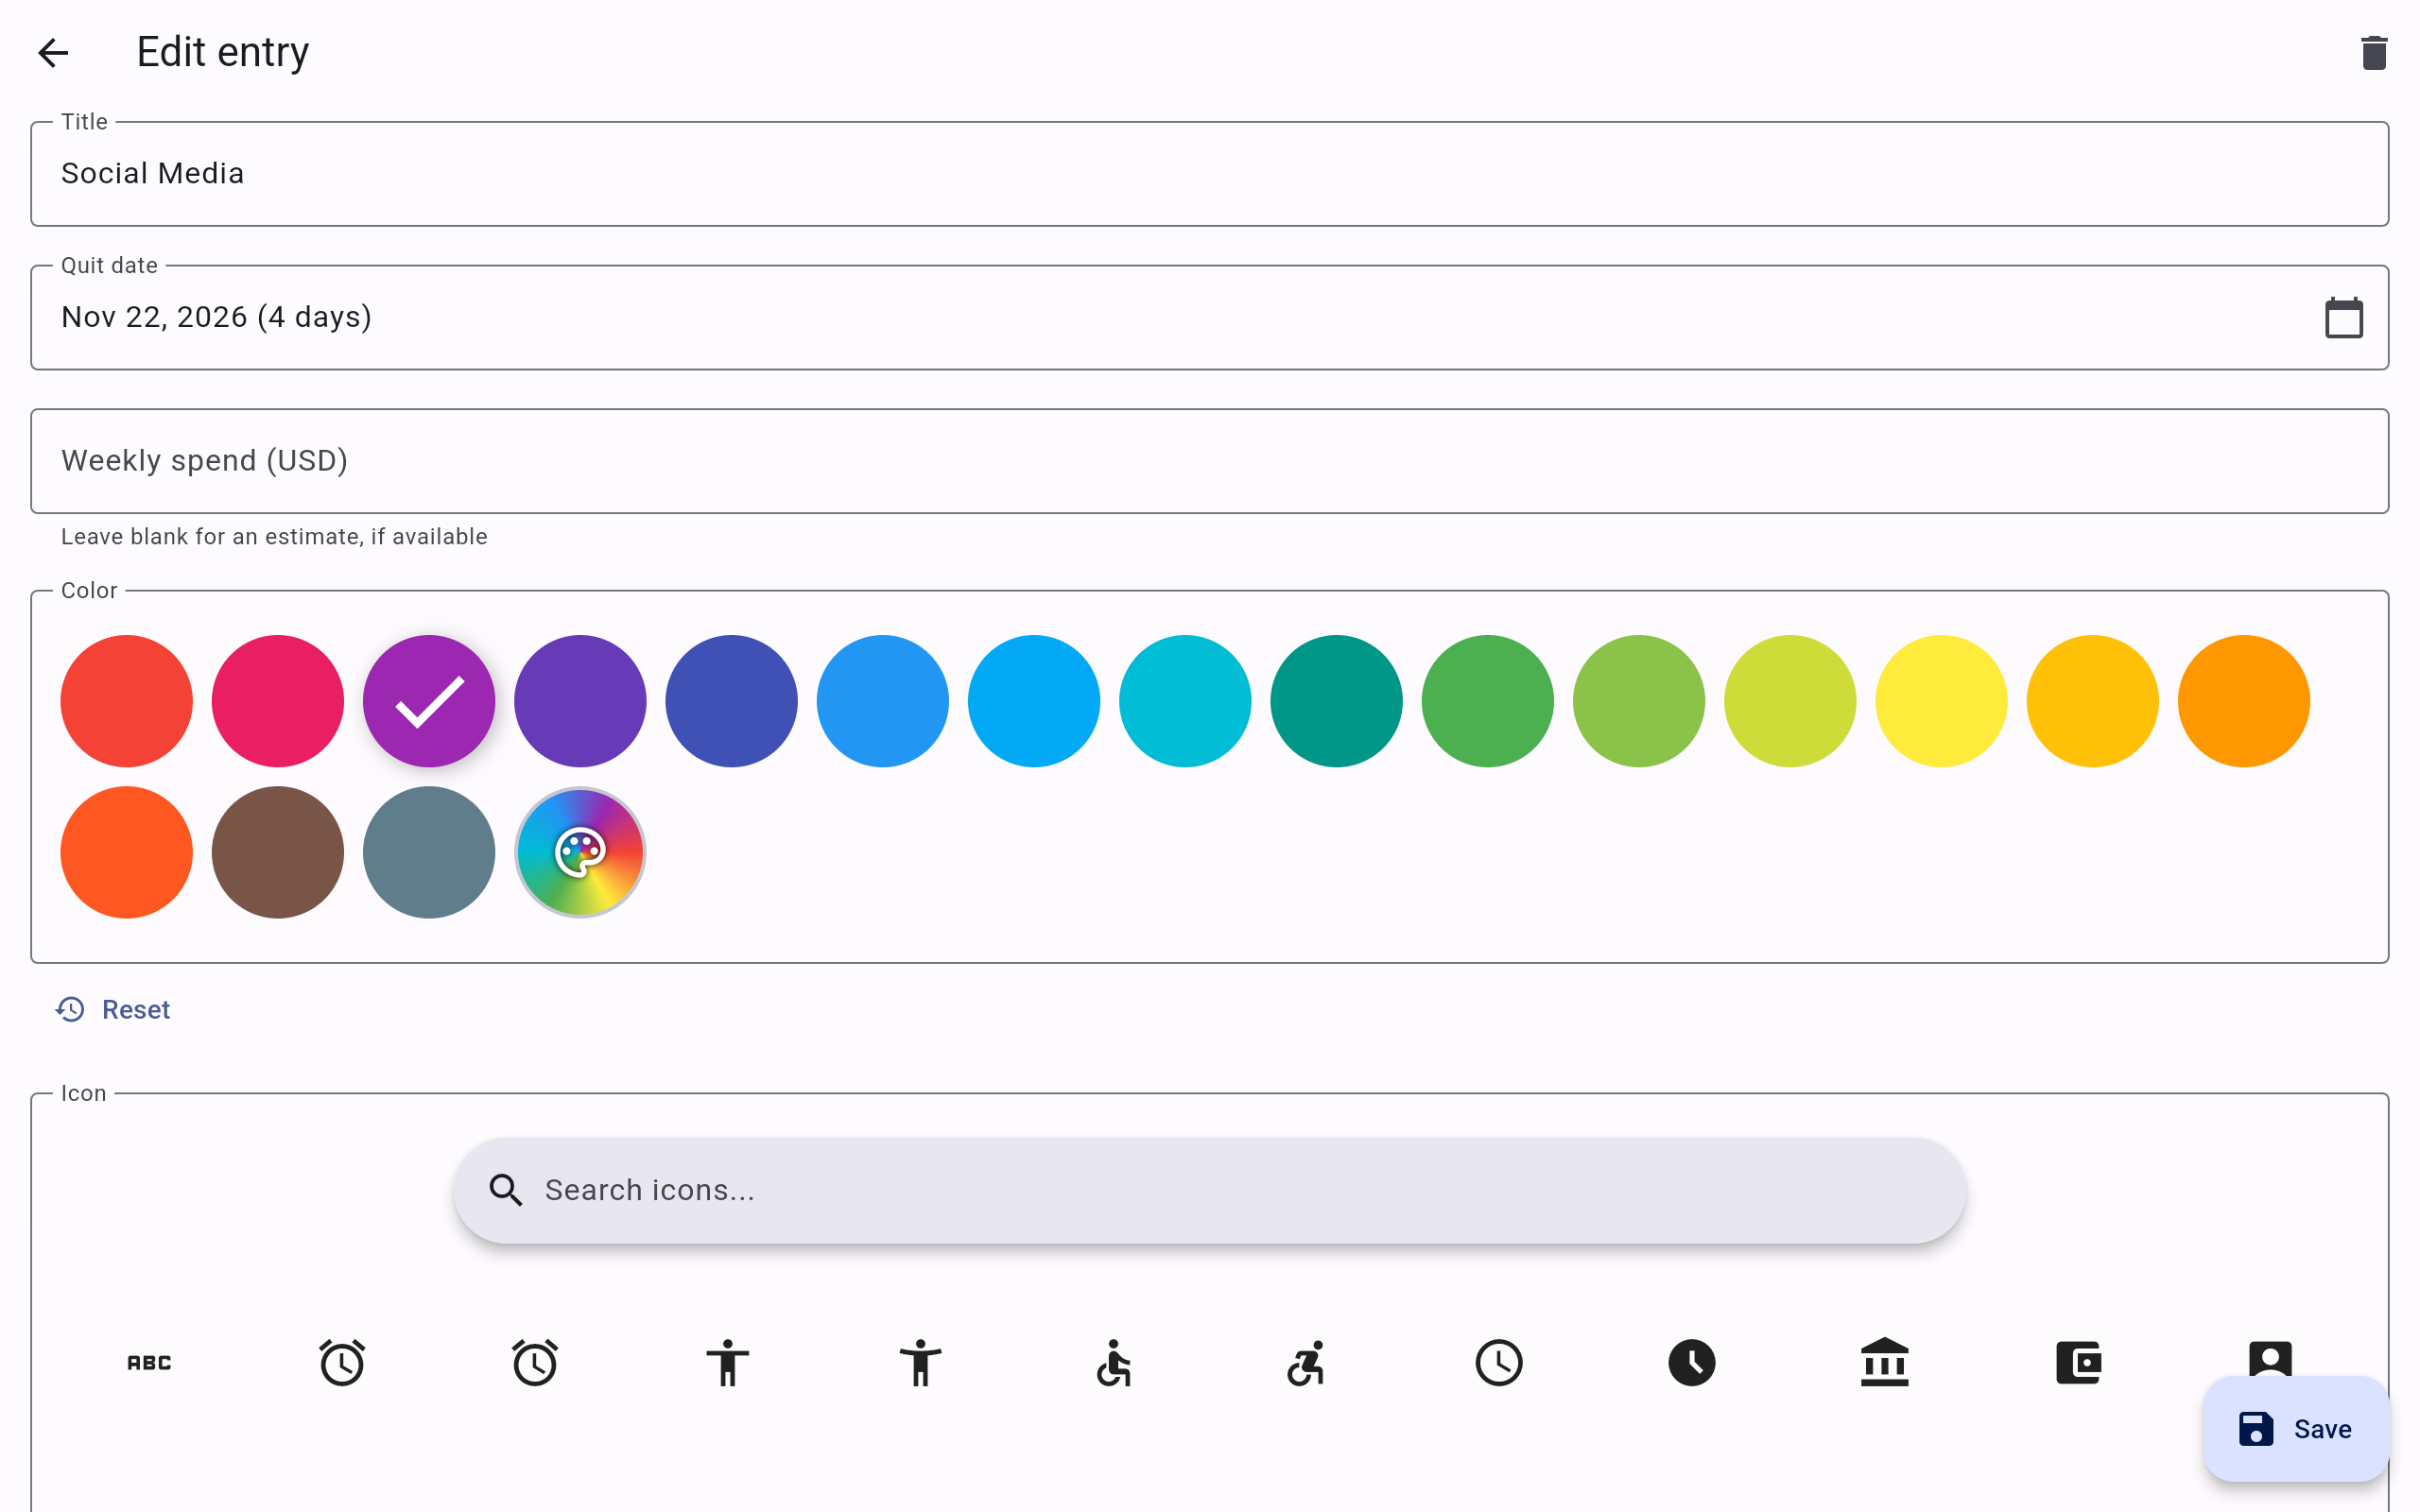 Edit entry
Title
Social Media
Quit date
Nov 22, 2026 (4 days)
Weekly spend (USD)
Leave blank for an estimate, if available
Color
Reset
Icon
Search icons...
ABC
Save